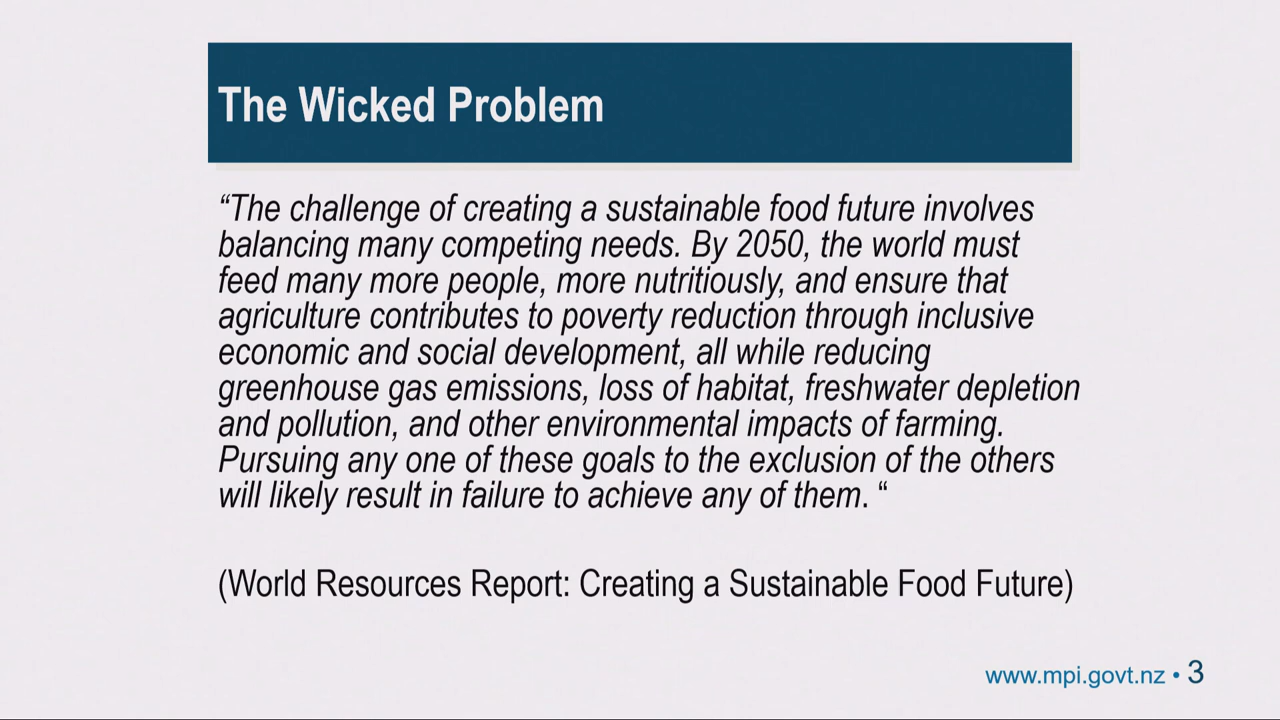 The Wicked Problem
“The challenge of creating a sustainable food future involves
balancing many competing needs. By 2050, the world must
feed many more people, more nutritiously, and ensure that
agriculture contributes to poverty reduction through inclusive
economic and social development, all while reducing
greenhouse gas emissions, loss of habitat, freshwater depletion
and pollution, and other environmental impacts of farming.
Pursuing any one of these goals to the exclusion of the others
will likely result in failure to achieve any of them. “
(World Resources Report: Creating a Sustainable Food Future)
www.mpi.govt.nz • 3